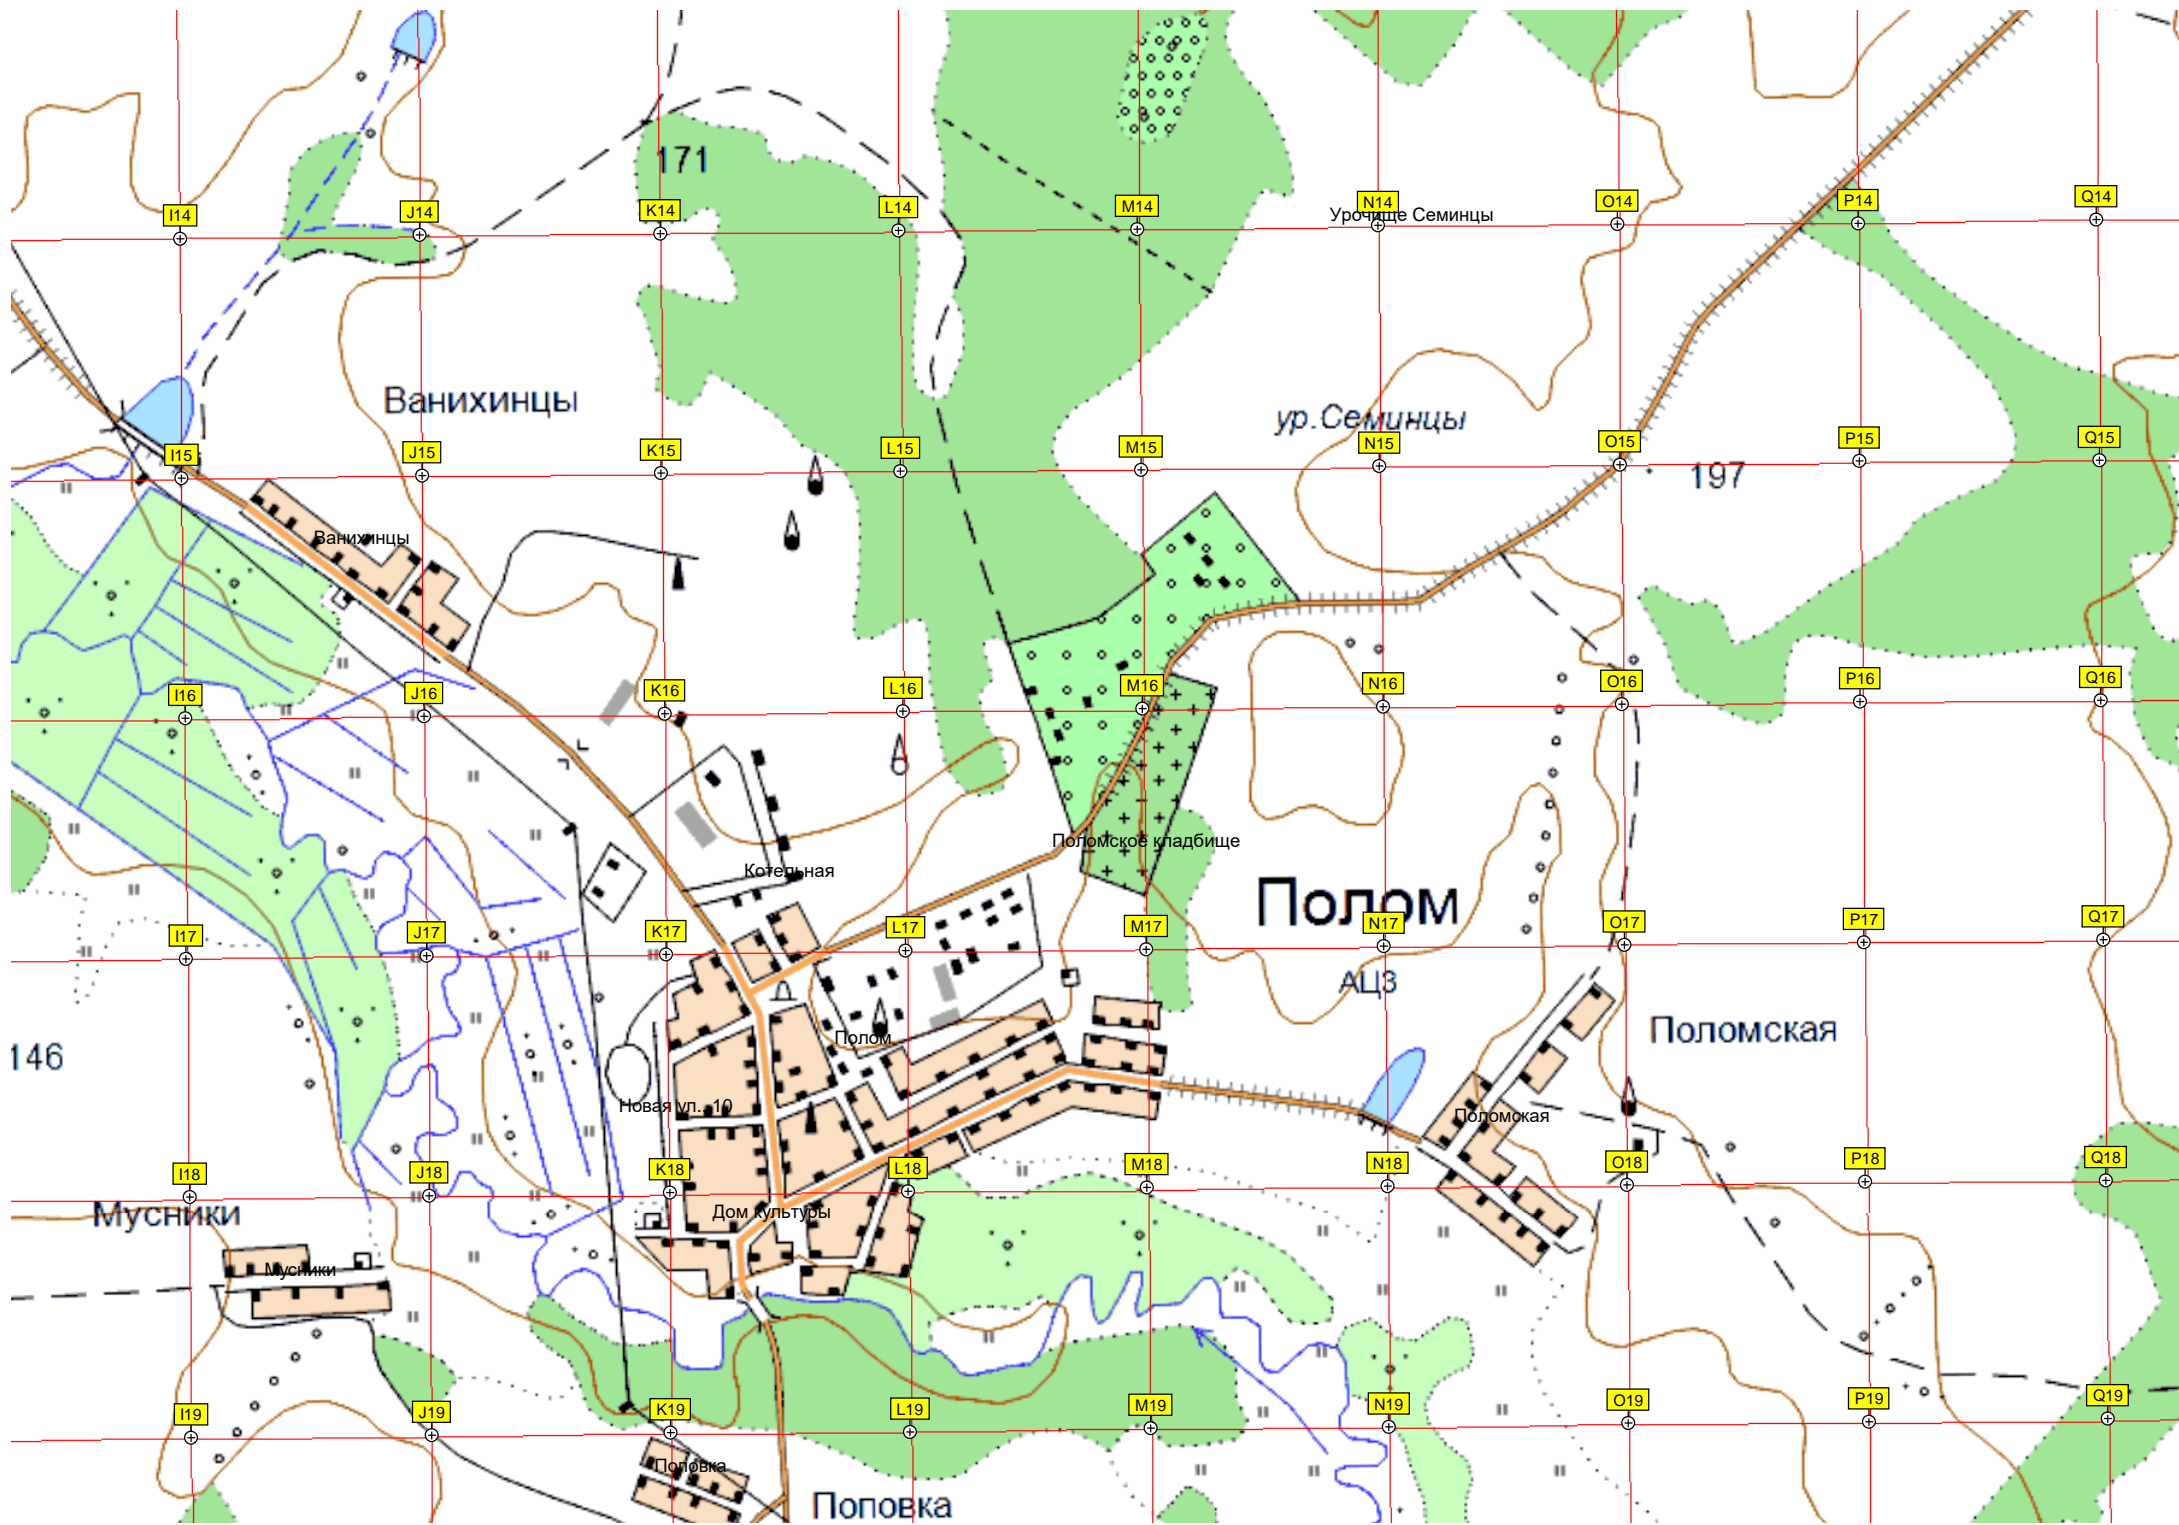 171
I14
J14
K14
L14
M14
N14
O14
P14
Q14
Урочище Семинцы
Ванихинцы
ур.Семинцы
I15
J15
K15
L15
M15
N15
O15
P15
Q15
197
Ванихинцы
I16
J16
K16
L16
M16
N16
O16
P16
Q16
Поломское кладбище
Котельная
Полом
I17
J17
K17
L17
M17
N17
O17
P17
Q17
АЦЗ
Поломская
Полом
146
Новая ул., 10
Поломская
I18
J18
K18
L18
M18
N18
O18
P18
Q18
Мусники
Дом культуры
Мусники
I19
J19
K19
L19
M19
N19
O19
P19
Q19
Поповка
Поповка